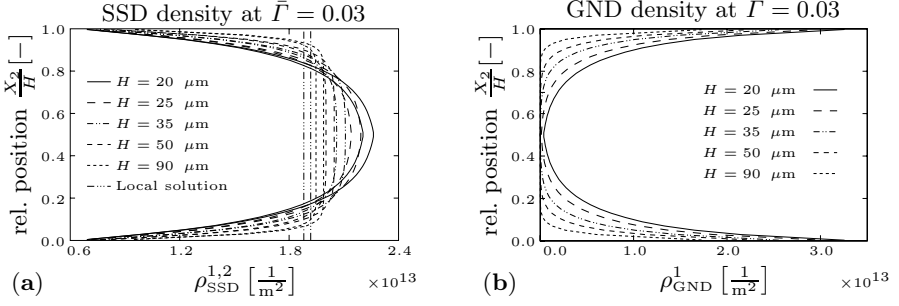 SSD density at Γ̄ = 0.03
rel. position X₂/H [−]
1.0
0.8
0.6
0.4
0.2
0.0
H = 20 μm
H = 25 μm
H = 35 μm
H = 50 μm
H = 90 μm
Local solution
0.6 1.2 1.8 2.4
(a) ρ^{1,2}_{SSD} [1/m²] ×10^{13}
GND density at Γ = 0.03
rel. position X₂/H [−]
1.0
0.8
0.6
0.4
0.2
0.0
H = 20 μm
H = 25 μm
H = 35 μm
H = 50 μm
H = 90 μm
0.0 1.0 2.0 3.0
(b) ρ^{1}_{GND} [1/m²] ×10^{13}